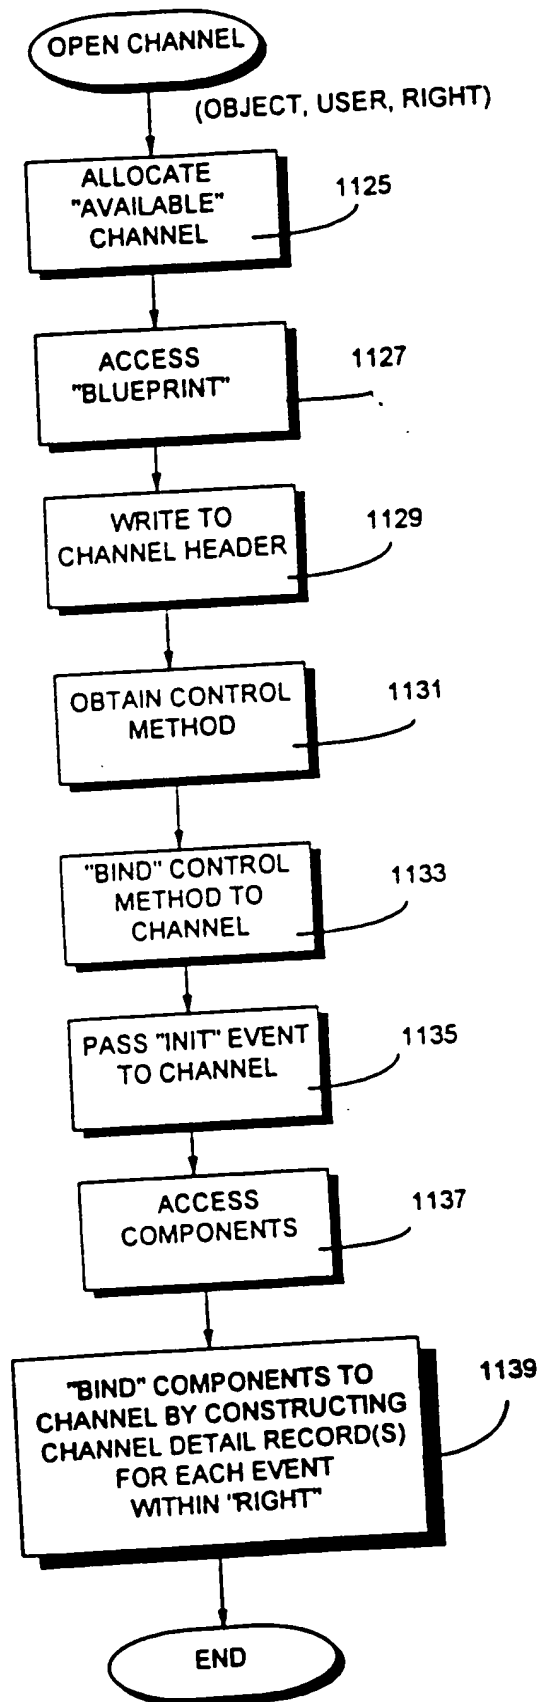 OPEN CHANNEL
(OBJECT, USER, RIGHT)
ALLOCATE
"AVAILABLE"
CHANNEL
1125
ACCESS
"BLUEPRINT"
1127
WRITE TO
CHANNEL HEADER
1129
OBTAIN CONTROL
METHOD
1131
"BIND" CONTROL
METHOD TO
CHANNEL
1133
PASS "INIT" EVENT
TO CHANNEL
1135
ACCESS
COMPONENTS
1137
"BIND" COMPONENTS TO
CHANNEL BY CONSTRUCTING
CHANNEL DETAIL RECORD(S)
FOR EACH EVENT
WITHIN "RIGHT"
1139
END